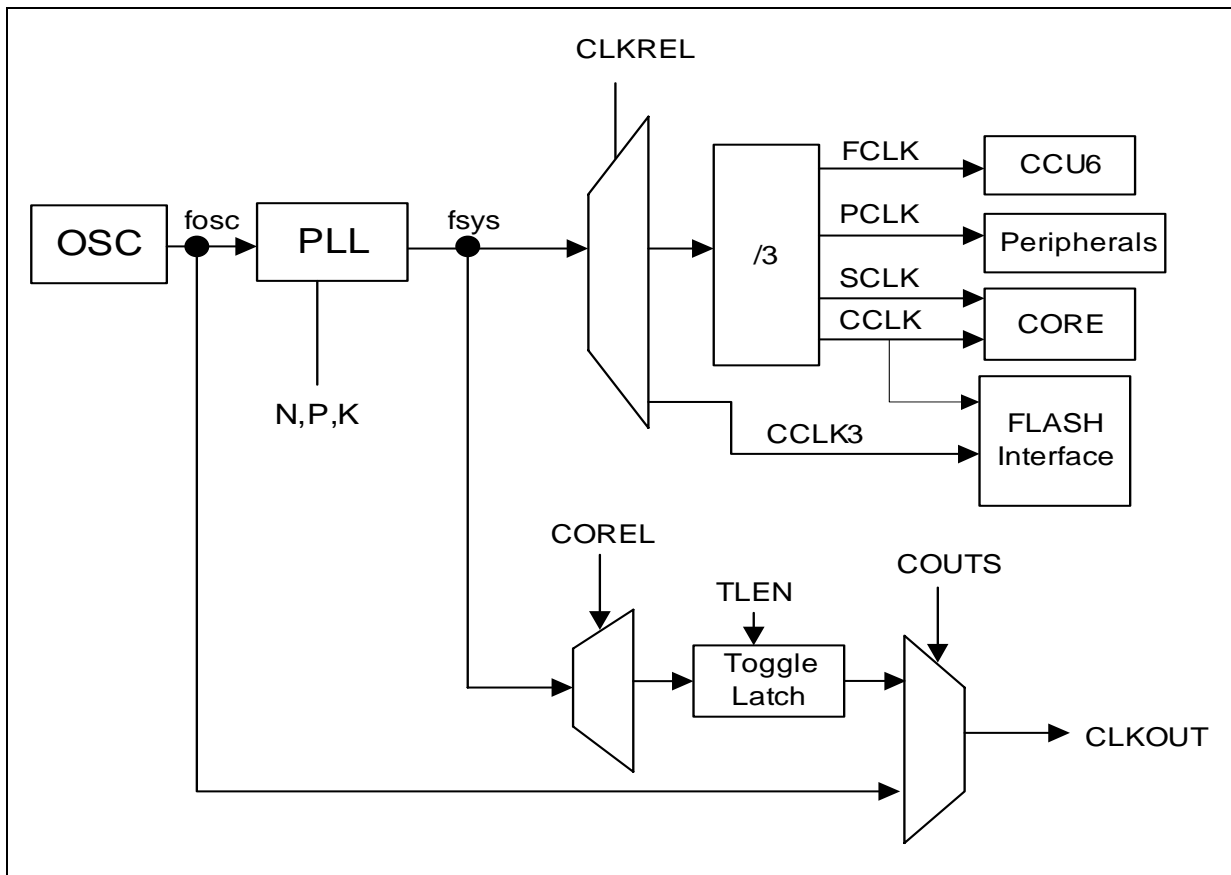 CLKREL
FCLK
CCU6
fosc
fsys
OSC
PLL
PCLK
Peripherals
/3
SCLK
CCLK
CORE
N,P,K
CCLK3
FLASH
Interface
COREL
COUTS
TLEN
Toggle
Latch
CLKOUT